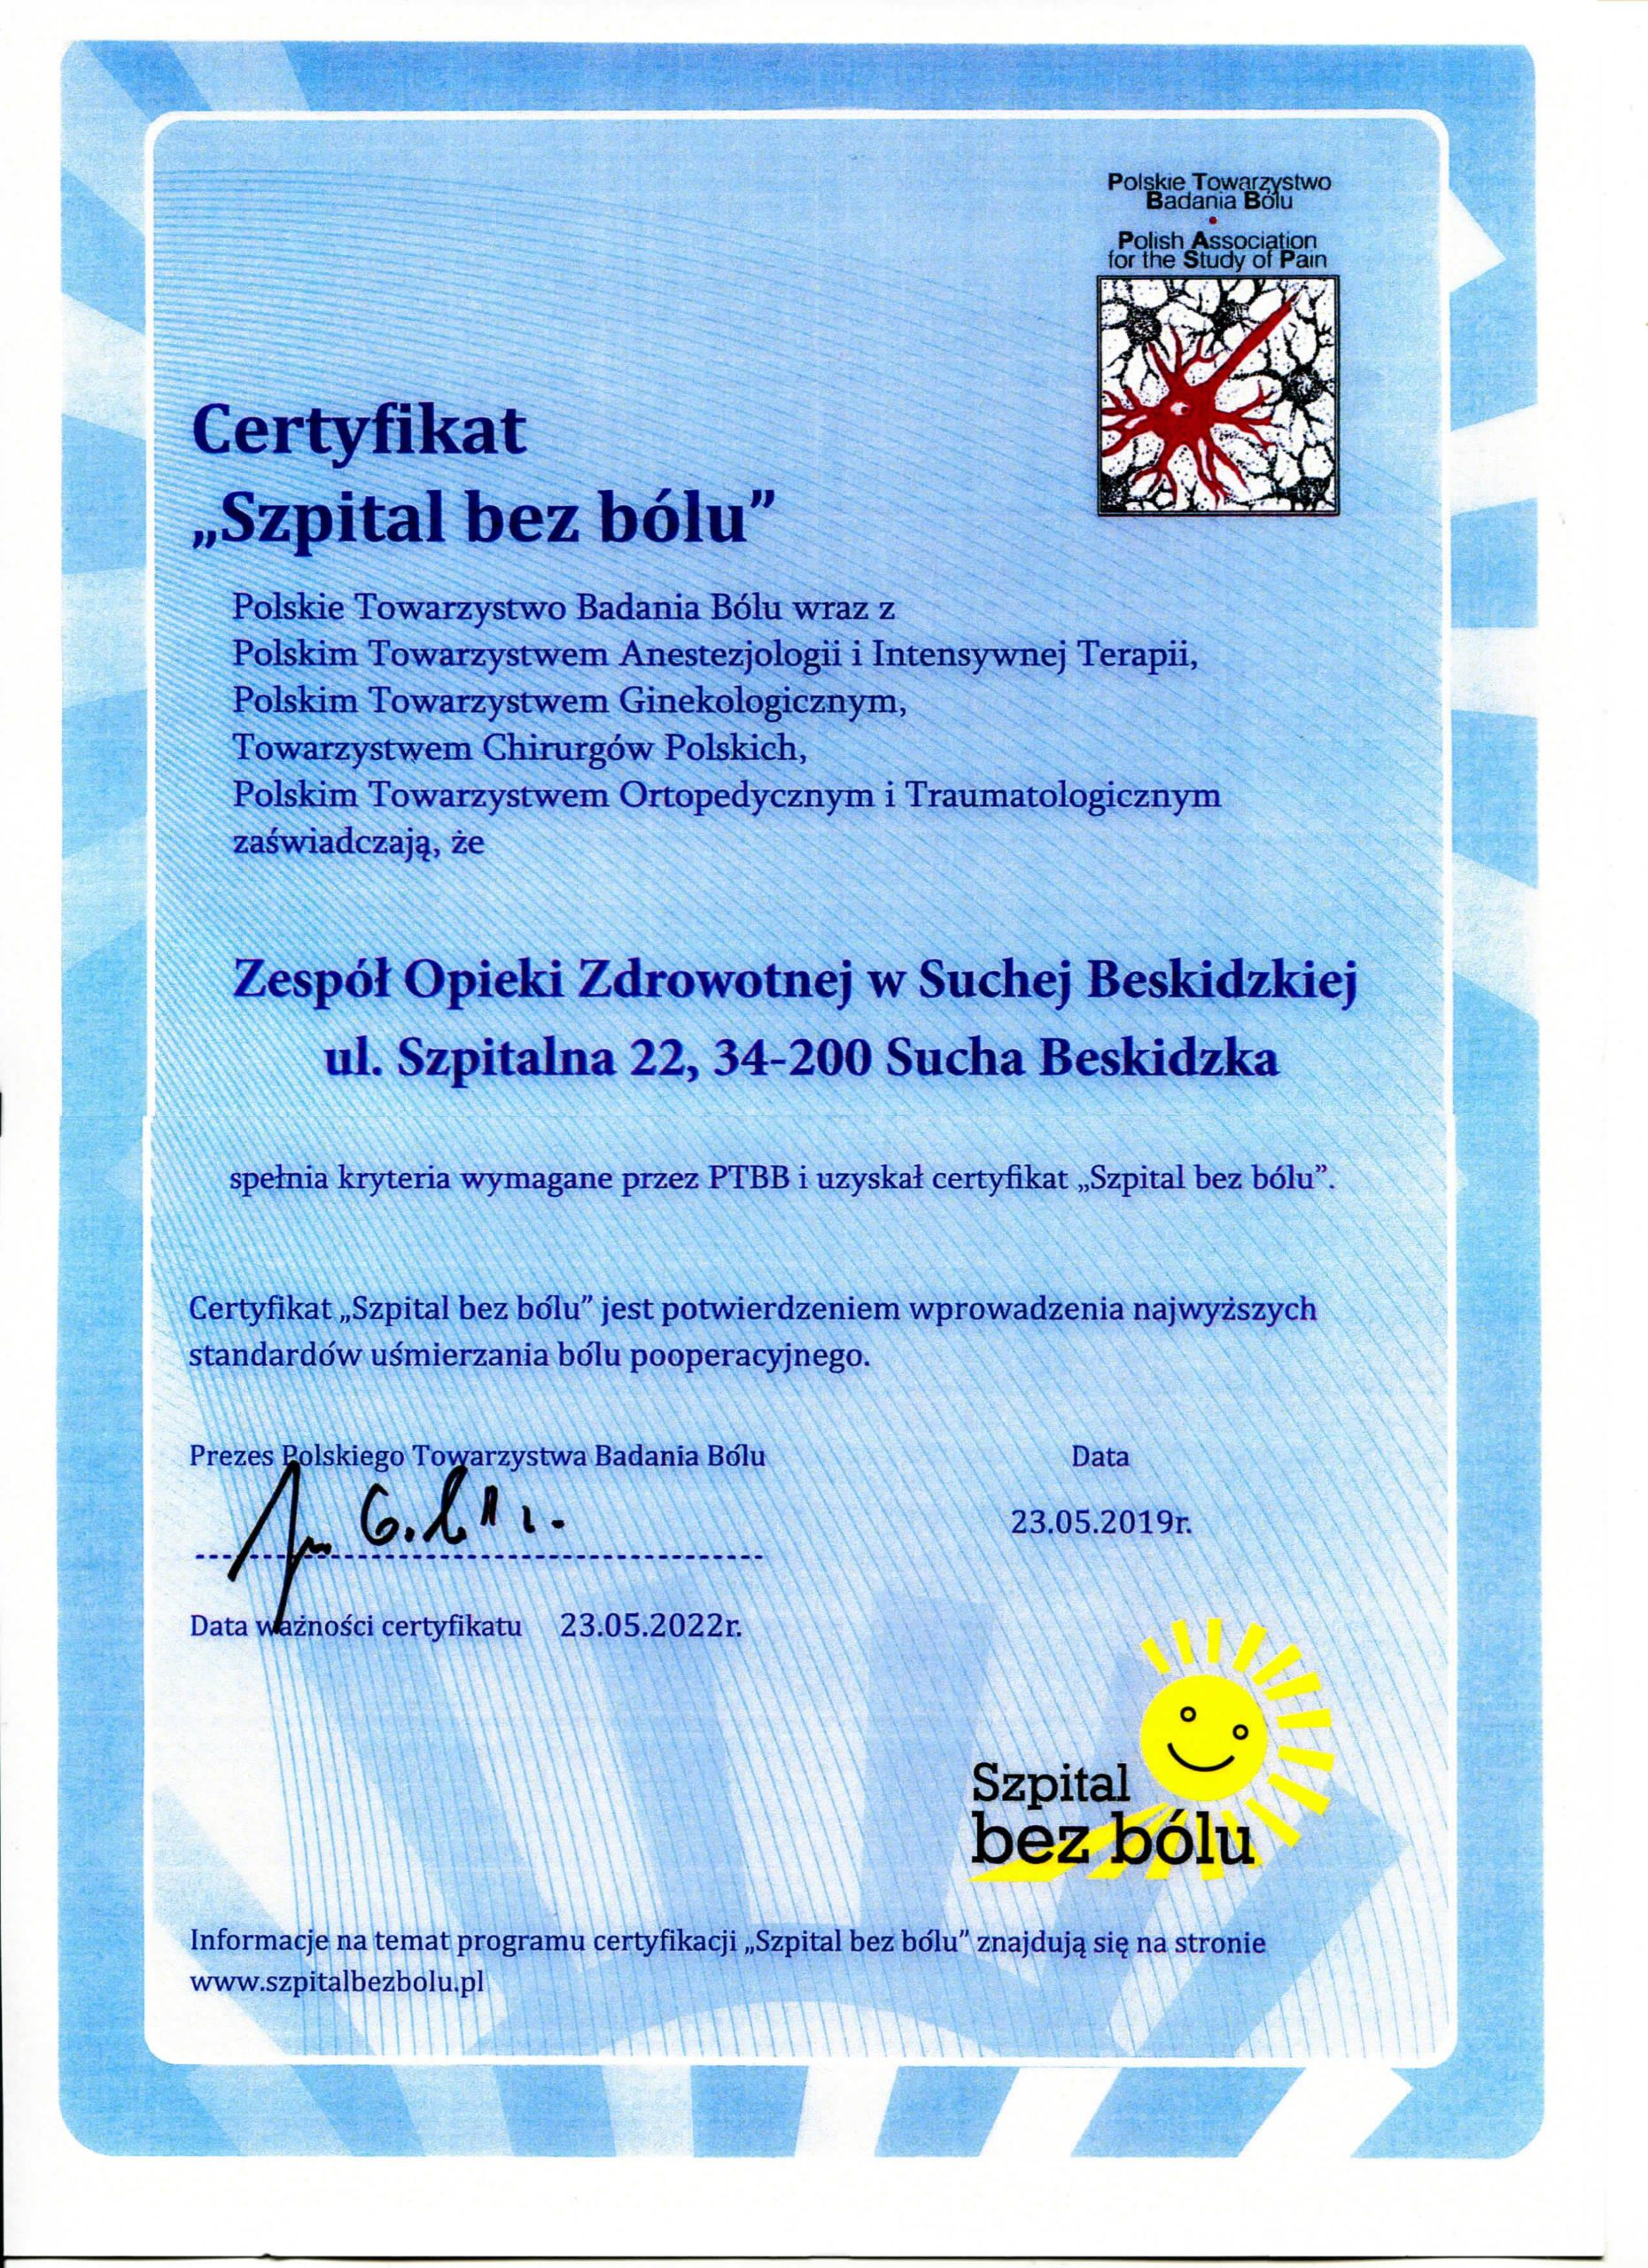 Polskie Towarzystwo
Badania Bólu
Polish Association
for the Study of Pain
Certyfikat
„Szpital bez bólu”
Polskie Towarzystwo Badania Bólu wraz z
Polskim Towarzystwem Anestezjologii i Intensywnej Terapii,
Polskim Towarzystwem Ginekologicznym,
Towarzystwem Chirurgów Polskich,
Polskim Towarzystwem Ortopedycznym i Traumatologicznym
zaświadczają, że
Zespół Opieki Zdrowotnej w Suchej Beskidzkiej
ul. Szpitalna 22, 34-200 Sucha Beskidzka
spełnia kryteria wymagane przez PTBB i uzyskał certyfikat „Szpital bez bólu”.
Certyfikat „Szpital bez bólu” jest potwierdzeniem wprowadzenia najwyższych
standardów uśmierzania bólu pooperacyjnego.
Prezes Polskiego Towarzystwa Badania Bólu Data
23.05.2019r.
Data ważności certyfikatu 23.05.2022r.
Szpital
bez bólu
Informacje na temat programu certyfikacji „Szpital bez bólu” znajdują się na stronie
www.szpitalbezbolu.pl